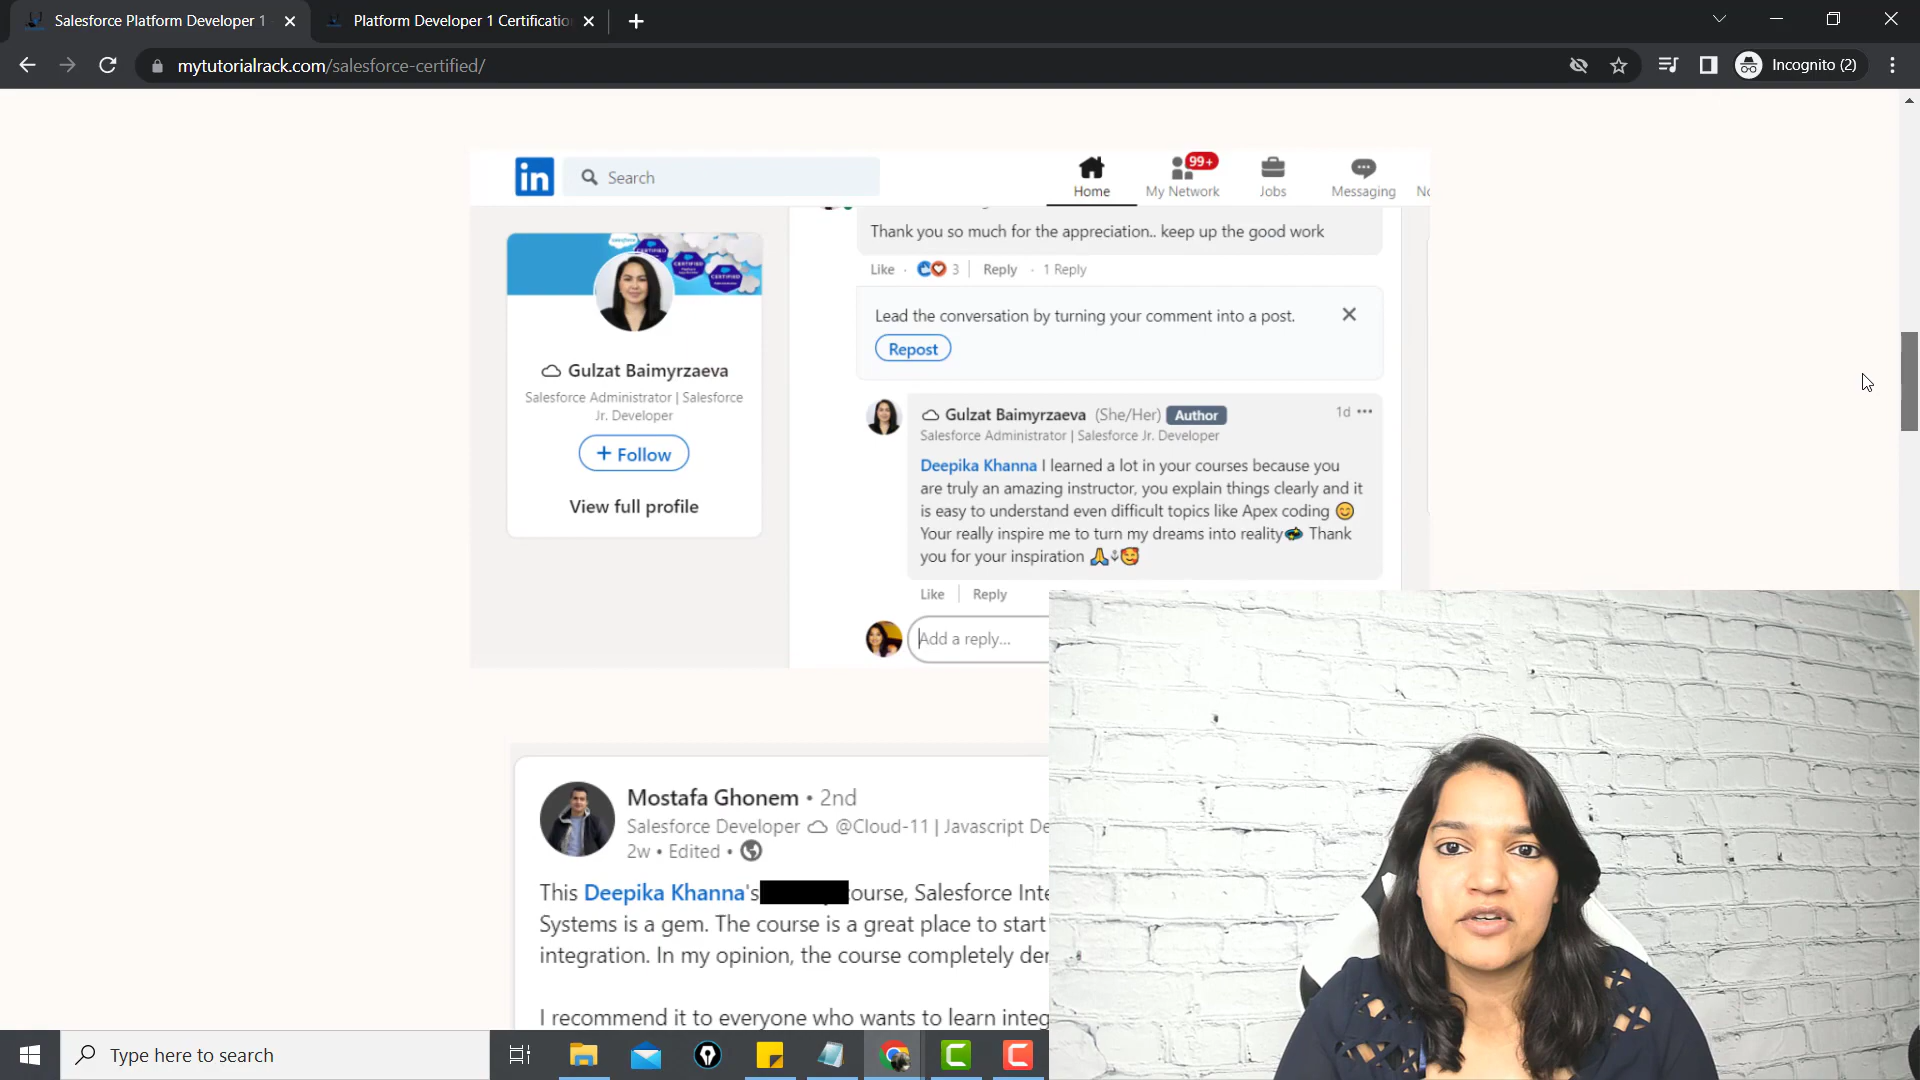 Salesforce Platform Developer 1
Platform Developer 1 Certificatio
mytutorialrack.com/salesforce-certified/
Incognito (2)
in
Search
99+
Home
My Network
Jobs
Messaging
Thank you so much for the appreciation.. keep up the good work
Like · 3 | Reply · 1 Reply
Lead the conversation by turning your comment into a post.
Repost
Gulzat Baimyrzaeva
Salesforce Administrator | Salesforce
Jr. Developer
+ Follow
View full profile
Gulzat Baimyrzaeva (She/Her) Author 1d
Salesforce Administrator | Salesforce Jr. Developer
Deepika Khanna I learned a lot in your courses because you
are truly an amazing instructor, you explain things clearly and it
is easy to understand even difficult topics like Apex coding 😊
Your really inspire me to turn my dreams into reality Thank
you for your inspiration 🙏 🥰
Like | Reply
Add a reply...
Mostafa Ghonem • 2nd
Salesforce Developer @Cloud-11 | Javascript De
2w • Edited •
This Deepika Khanna's ourse, Salesforce Inte
Systems is a gem. The course is a great place to start
integration. In my opinion, the course completely der
I recommend it to everyone who wants to learn integ
Type here to search